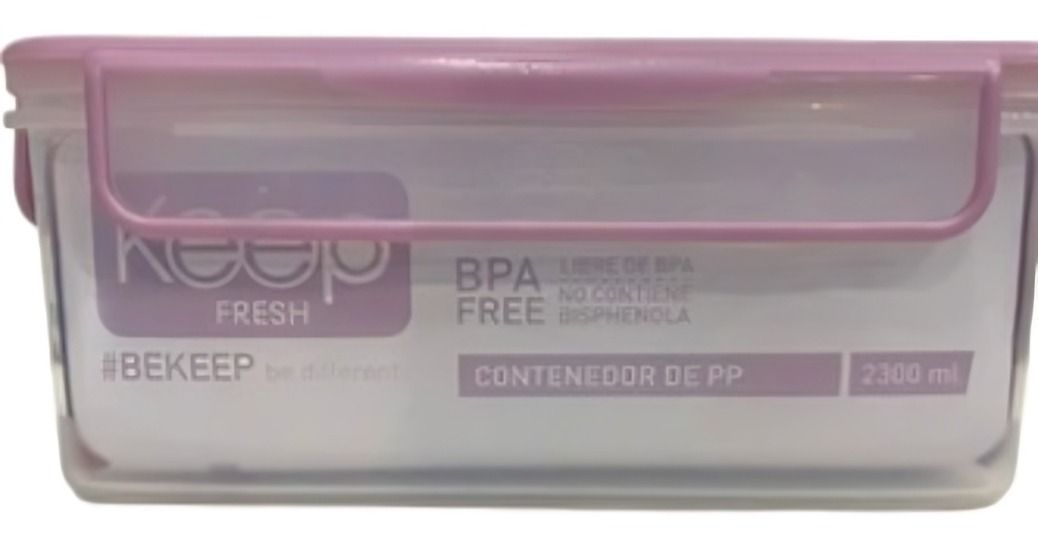 Keep
FRESH
#BEKEEP be different
BPA
FREE
LIBRE DE BPA
NO CONTIENE
BISPHENOLA
CONTENEDOR DE PP
2300 ml